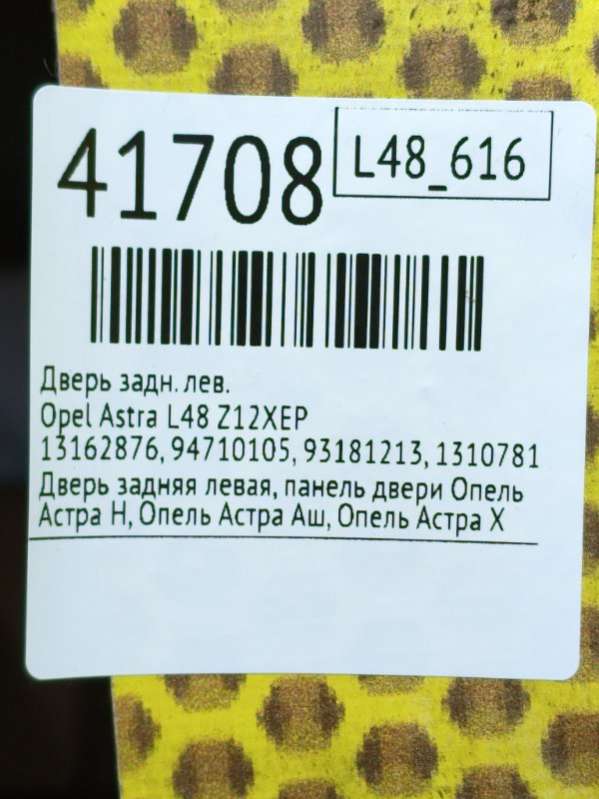 41708
L48_616
Дверь задн. лев.
Opel Astra L48 Z12XEP
13162876, 94710105, 93181213, 1310781
Дверь задняя левая, панель двери Опель
Астра Н, Опель Астра Аш, Опель Астра Х